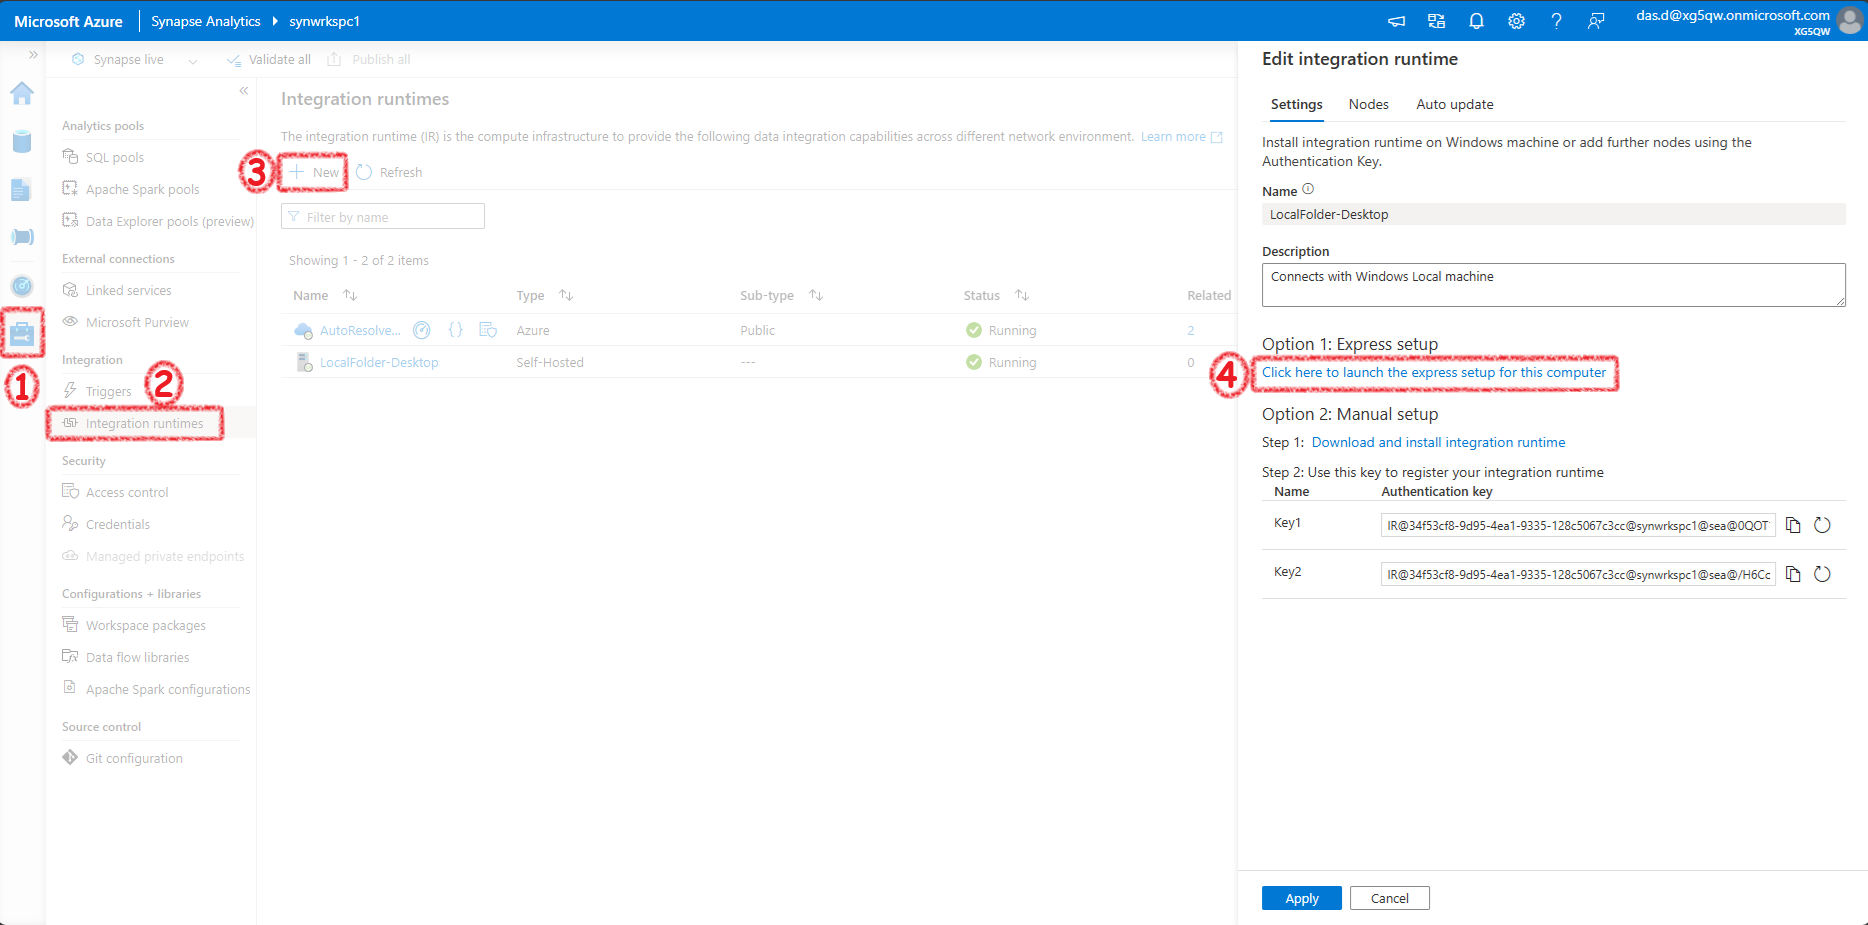 Microsoft Azure
Synapse Analytics
synwrkspc1
das.d@xg5qw.onmicrosoft.com
XG5QW
Synapse live
Validate all
Publish all
Analytics pools
SQL pools
Apache Spark pools
Data Explorer pools (preview)
External connections
Linked services
Microsoft Purview
Integration
1
Triggers
2
Integration runtimes
Security
Access control
Credentials
Managed private endpoints
Configurations + libraries
Workspace packages
Data flow libraries
Apache Spark configurations
Source control
Git configuration
Integration runtimes
The integration runtime (IR) is the compute infrastructure to provide the following data integration capabilities across different network environment. Learn more
3
New
Refresh
Filter by name
Showing 1 - 2 of 2 items
Name Type Sub-type Status Related
AutoResolve... {} Azure Public Running 2
LocalFolder-Desktop Self-Hosted --- Running 0
Edit integration runtime
Settings Nodes Auto update
Install integration runtime on Windows machine or add further nodes using the
Authentication Key.
Name
LocalFolder-Desktop
Description
Connects with Windows Local machine
Option 1: Express setup
4
Click here to launch the express setup for this computer
Option 2: Manual setup
Step 1: Download and install integration runtime
Step 2: Use this key to register your integration runtime
Name Authentication key
Key1 IR@34f53cf8-9d95-4ea1-9335-128c5067c3cc@synwrkspc1@sea@0QOT
Key2 IR@34f53cf8-9d95-4ea1-9335-128c5067c3cc@synwrkspc1@sea@/H6Cc
Apply
Cancel